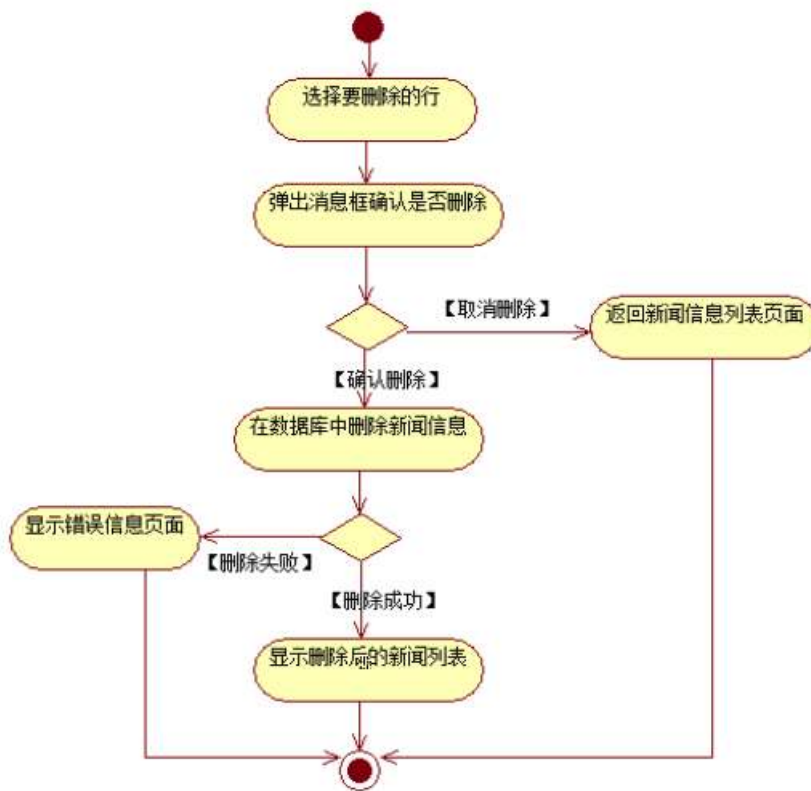 选择要删除的行
弹出消息框确认是否删除
【取消删除】
返回新闻信息列表页面
【确认删除】
在数据库中删除新闻信息
显示错误信息页面
【删除失败】
【删除成功】
显示删除后的新闻列表